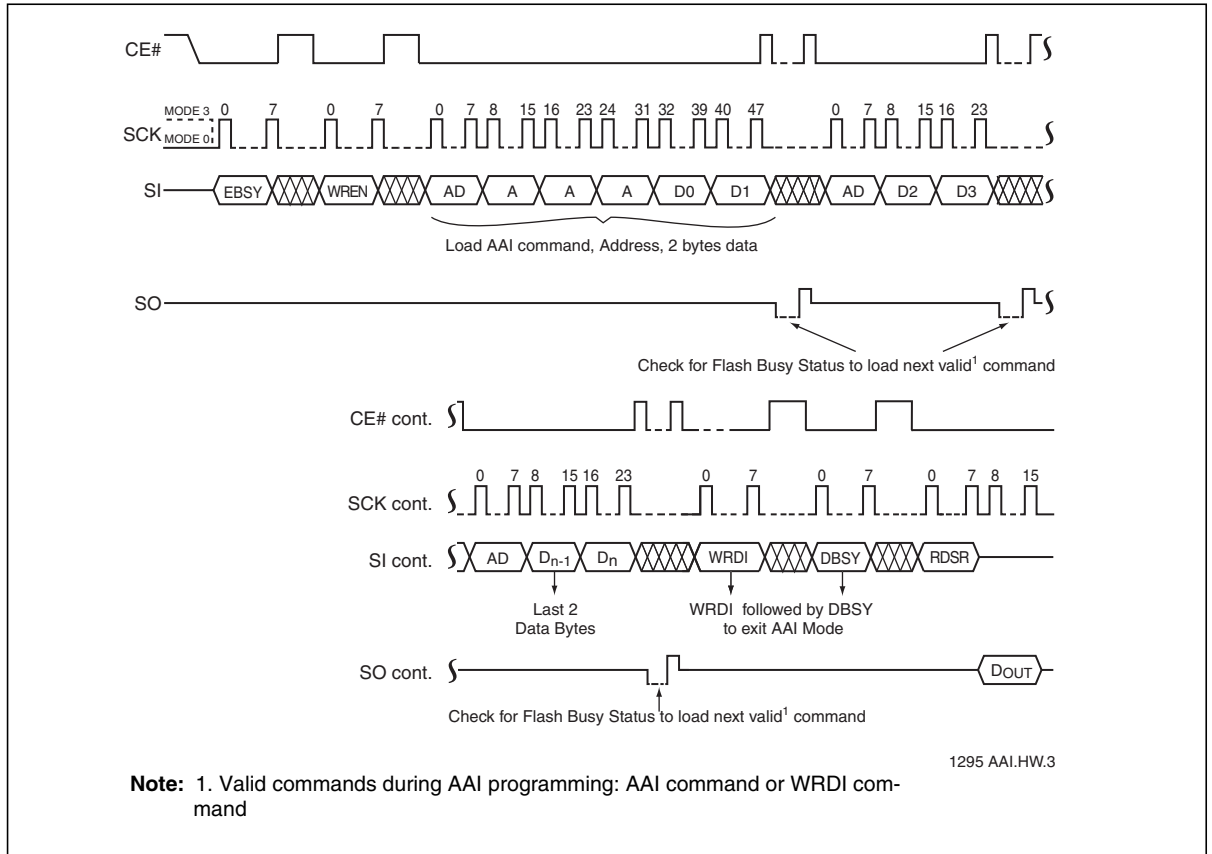 CE#
MODE 3
SCK MODE 0
0 7 0 7 0 7 8 15 16 23 24 31 32 39 40 47 0 7 8 15 16 23
SI
EBSY WREN AD A A A D0 D1 AD D2 D3
Load AAI command, Address, 2 bytes data
SO
Check for Flash Busy Status to load next valid1 command
CE# cont.
0 7 8 15 16 23 0 7 0 7 0 7 8 15
SCK cont.
SI cont. AD Dn-1 Dn WRDI DBSY RDSR
Last 2
Data Bytes
WRDI followed by DBSY
to exit AAI Mode
SO cont. DOUT
Check for Flash Busy Status to load next valid1 command
1295 AAI.HW.3
Note: 1. Valid commands during AAI programming: AAI command or WRDI com-
mand